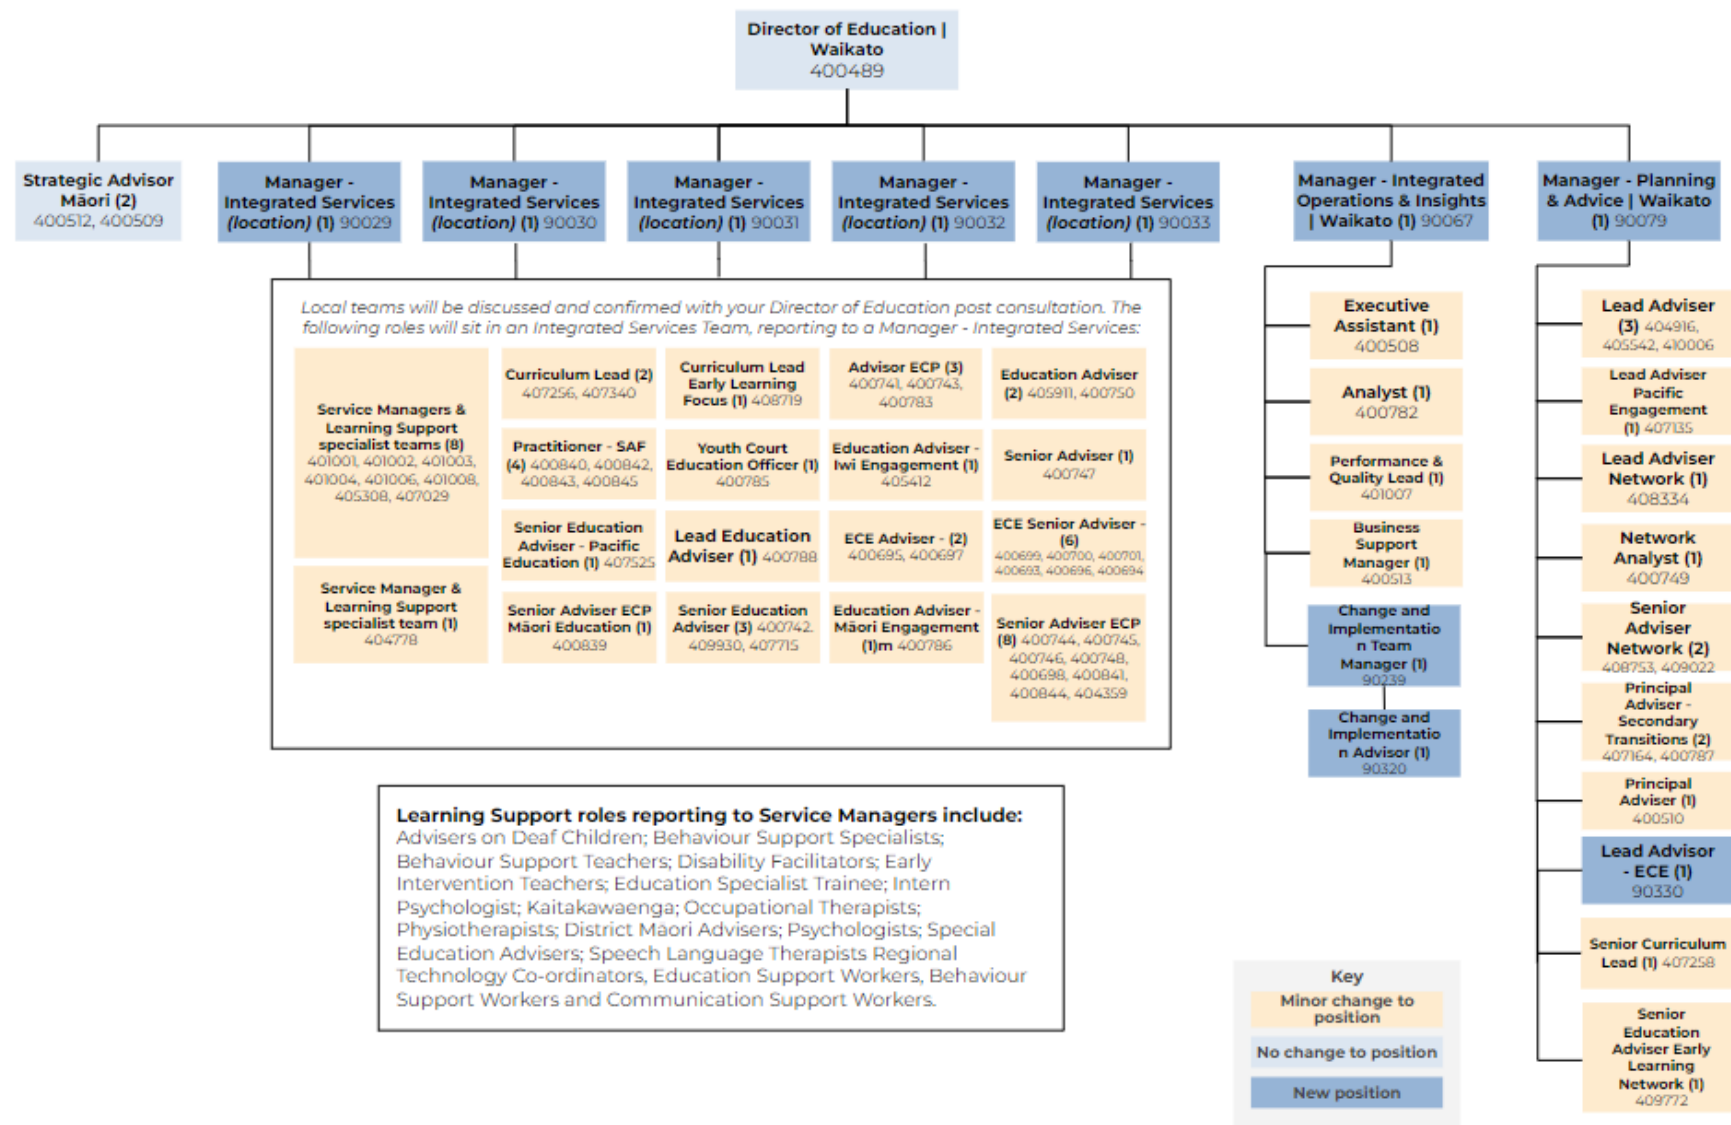 Director of Education |
Waikato
400489
Strategic Advisor
Māori (2)
400512, 400509
Manager -
Integrated Services
(location) (1) 90029
Manager -
Integrated Services
(location) (1) 90030
Manager -
Integrated Services
(location) (1) 90031
Manager -
Integrated Services
(location) (1) 90032
Manager -
Integrated Services
(location) (1) 90033
Manager - Integrated
Operations & Insights
| Waikato (1) 90067
Manager - Planning
& Advice | Waikato
(1) 90079
Local teams will be discussed and confirmed with your Director of Education post consultation. The
following roles will sit in an Integrated Services Team, reporting to a Manager - Integrated Services:
Service Managers &
Learning Support
specialist teams (8)
401001, 401002, 401003,
401004, 401006, 401008,
405308, 407029
Service Manager &
Learning Support
specialist team (1)
404778
Curriculum Lead (2)
407256, 407340
Practitioner - SAF
(4) 400840, 400842,
400843, 400845
Senior Education
Adviser - Pacific
Education (1) 407525
Senior Adviser ECP
Māori Education (1)
400839
Curriculum Lead
Early Learning
Focus (1) 408719
Youth Court
Education Officer (1)
400785
Lead Education
Adviser (1) 400788
Senior Education
Adviser (3) 400742.
409930, 407715
Advisor ECP (3)
400741, 400743,
400783
Education Adviser -
Iwi Engagement (1)
405412
ECE Adviser - (2)
400695, 400697
Education Adviser -
Māori Engagement
(1)m 400786
Education Adviser
(2) 405911, 400750
Senior Adviser (1)
400747
ECE Senior Adviser -
(6)
400699, 400700, 400701,
400693, 400696, 400694
Senior Adviser ECP
(8) 400744, 400745,
400746, 400748,
400698, 400841,
400844, 404359
Executive
Assistant (1)
400508
Analyst (1)
400782
Performance &
Quality Lead (1)
401007
Business
Support
Manager (1)
400513
Change and
Implementatio
n Team
Manager (1)
90239
Change and
Implementatio
n Advisor (1)
90320
Lead Adviser
(3) 404916,
405542, 410006
Lead Adviser
Pacific
Engagement
(1) 407135
Lead Adviser
Network (1)
408334
Network
Analyst (1)
400749
Senior
Adviser
Network (2)
408753, 409022
Principal
Adviser -
Secondary
Transitions (2)
407164, 400787
Principal
Adviser (1)
400510
Lead Advisor
- ECE (1)
90330
Senior Curriculum
Lead (1) 407258
Senior
Education
Adviser Early
Learning
Network (1)
409772
Learning Support roles reporting to Service Managers include:
Advisers on Deaf Children; Behaviour Support Specialists;
Behaviour Support Teachers; Disability Facilitators; Early
Intervention Teachers; Education Specialist Trainee; Intern
Psychologist; Kaitakawaenga; Occupational Therapists;
Physiotherapists; District Māori Advisers; Psychologists; Special
Education Advisers; Speech Language Therapists Regional
Technology Co-ordinators, Education Support Workers, Behaviour
Support Workers and Communication Support Workers.
Key
Minor change to
position
No change to position
New position